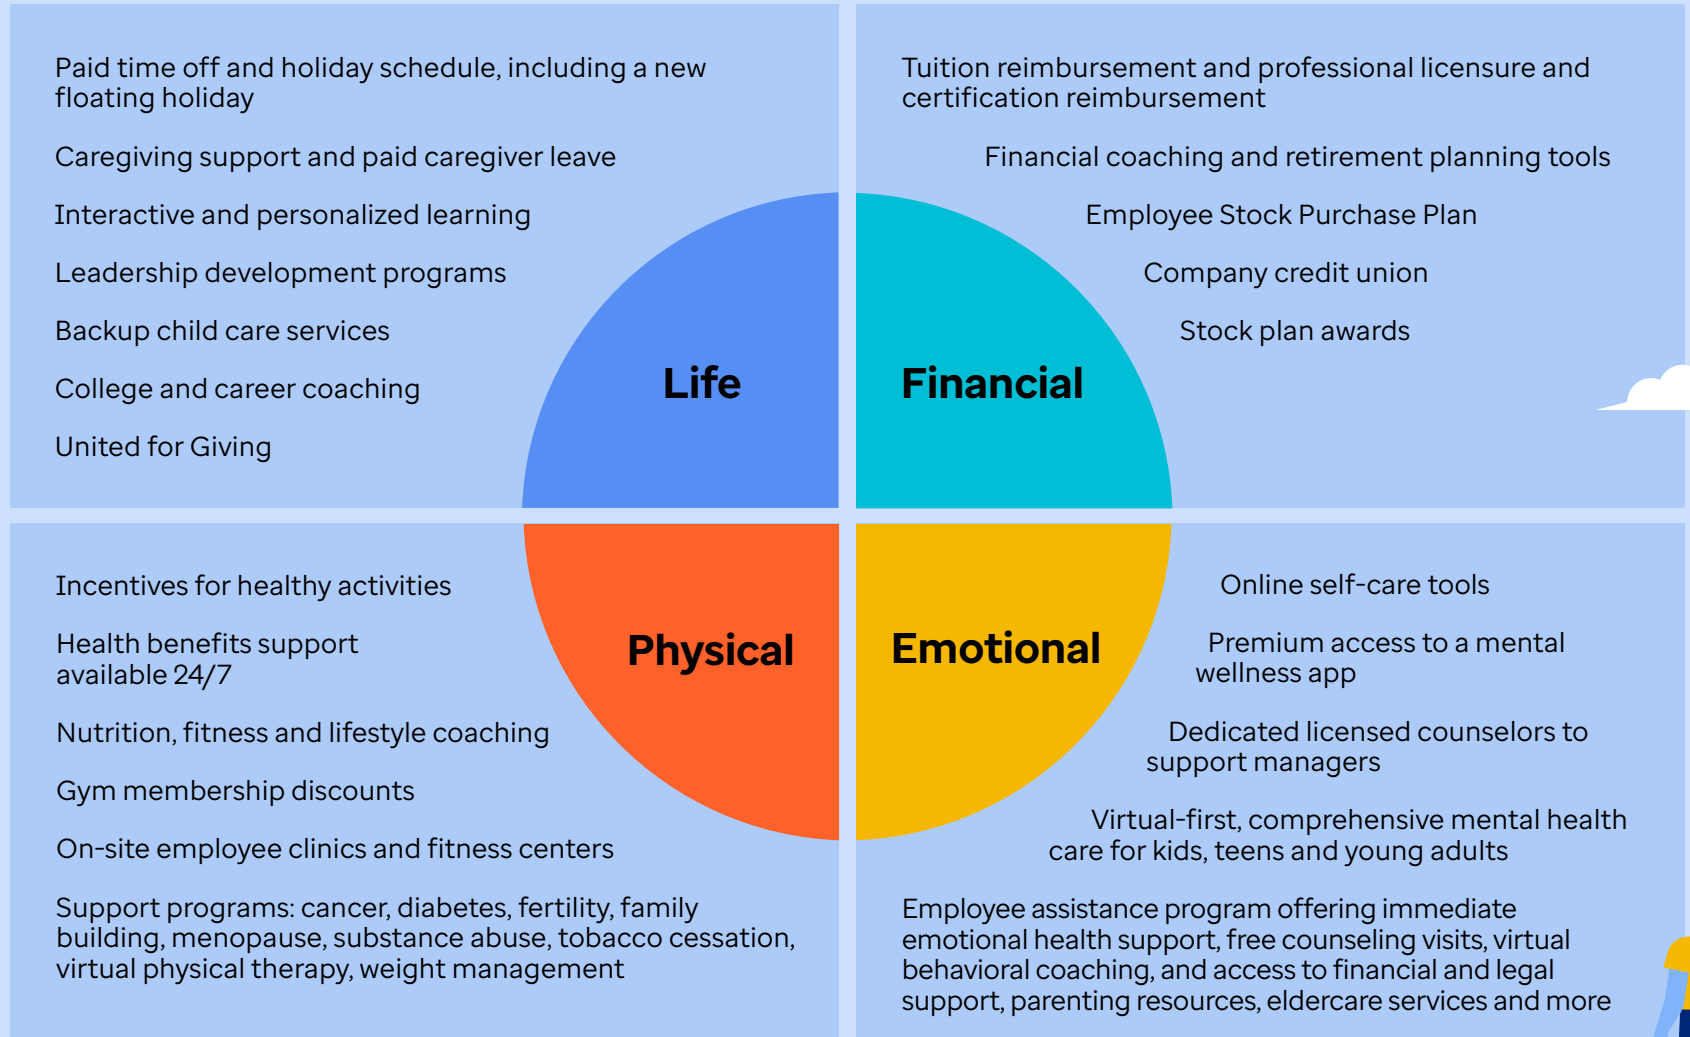 Paid time off and holiday schedule, including a new
floating holiday
Caregiving support and paid caregiver leave
Interactive and personalized learning
Leadership development programs
Backup child care services
College and career coaching
United for Giving
Life
Tuition reimbursement and professional licensure and
certification reimbursement
Financial coaching and retirement planning tools
Employee Stock Purchase Plan
Company credit union
Stock plan awards
Financial
Incentives for healthy activities
Health benefits support
available 24/7
Nutrition, fitness and lifestyle coaching
Gym membership discounts
On-site employee clinics and fitness centers
Support programs: cancer, diabetes, fertility, family
building, menopause, substance abuse, tobacco cessation,
virtual physical therapy, weight management
Physical
Emotional
Online self-care tools
Premium access to a mental
wellness app
Dedicated licensed counselors to
support managers
Virtual-first, comprehensive mental health
care for kids, teens and young adults
Employee assistance program offering immediate
emotional health support, free counseling visits, virtual
behavioral coaching, and access to financial and legal
support, parenting resources, eldercare services and more